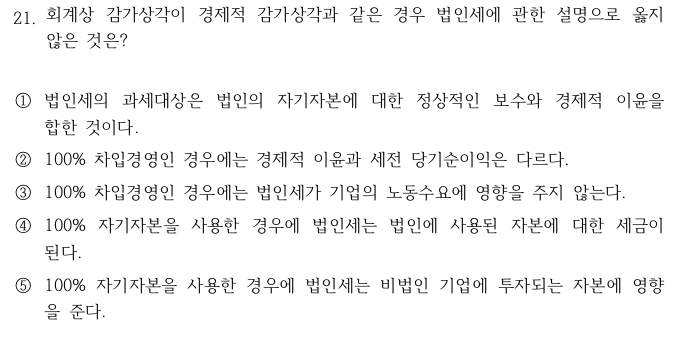 21. 회계상 감가상각이 경제적 감가상각과 같은 경우 법인세에 관한 설명으로 옳지
않은 것은?
① 법인세의 과세대상은 법인의 자기자본에 대한 정상적인 보수와 경제적 이윤을
합한 것이다.
② 100% 차입경영인 경우에는 경제적 이윤과 세전 당기순이익은 다르다.
③ 100% 차입경영인 경우에는 법인세가 기업의 노동수요에 영향을 주지 않는다.
④ 100% 자기자본을 사용한 경우에 법인세는 법인에 사용된 자본에 대한 세금이
된다.
⑤ 100% 자기자본을 사용한 경우에 법인세는 비법인 기업에 투자되는 자본에 영향
을 준다.